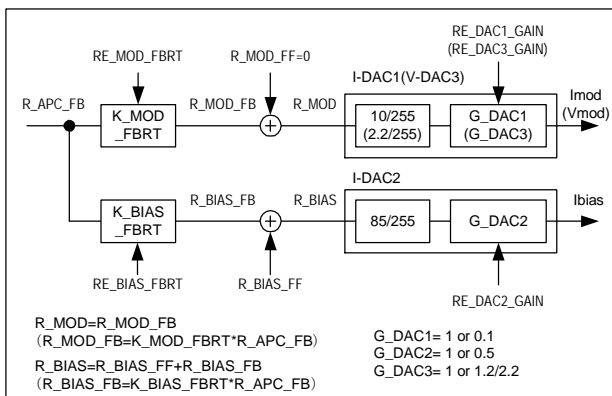 RE_DAC1_GAIN
(RE_DAC3_GAIN)
RE_MOD_FBRT
R_MOD_FF=0
I-DAC1(V-DAC3)
R_APC_FB
K_MOD
_FBRT
R_MOD_FB
R_MOD
10/255
(2.2/255)
G_DAC1
(G_DAC3)
Imod
(Vmod)
I-DAC2
K_BIAS
_FBRT
R_BIAS_FB
R_BIAS
85/255
G_DAC2
Ibias
RE_BIAS_FBRT
R_BIAS_FF
RE_DAC2_GAIN
R_MOD=R_MOD_FB
(R_MOD_FB=K_MOD_FBRT*R_APC_FB)
R_BIAS=R_BIAS_FF+R_BIAS_FB
(R_BIAS_FB=K_BIAS_FBRT*R_APC_FB)
G_DAC1= 1 or 0.1
G_DAC2= 1 or 0.5
G_DAC3= 1 or 1.2/2.2